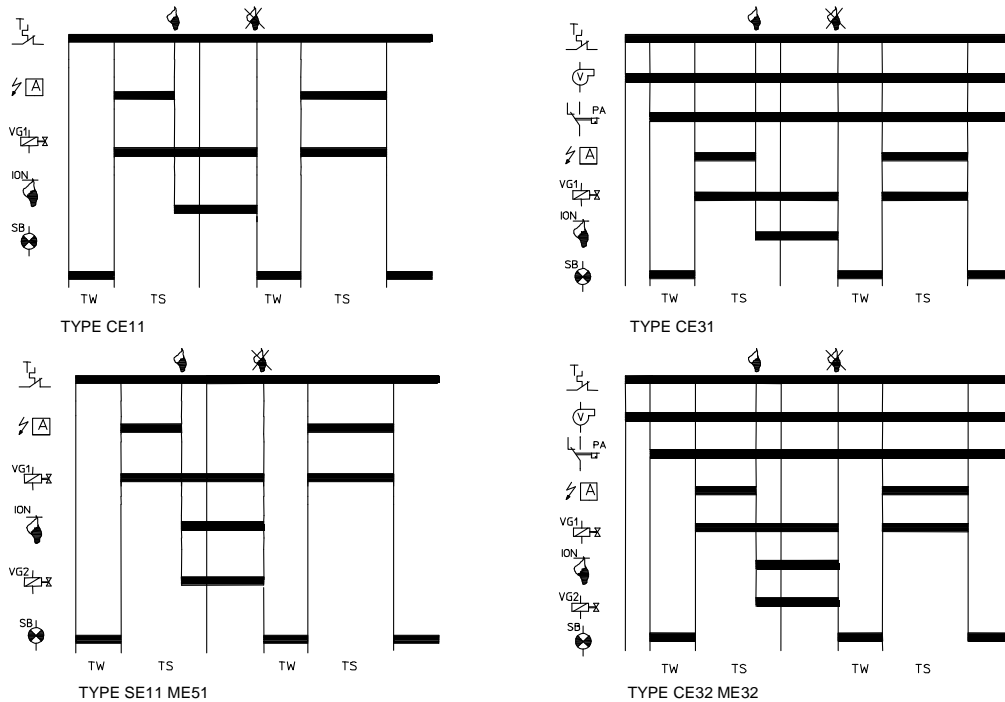 T
A
VG1
ION
SB
TW TS TW TS
TYPE CE11
T
V
PA
A
VG1
ION
SB
TW TS TW TS
TYPE CE31
T
A
VG1
ION
VG2
SB
TW TS TW TS
TYPE SE11 ME51
T
V
PA
A
VG1
ION
VG2
SB
TW TS TW TS
TYPE CE32 ME32